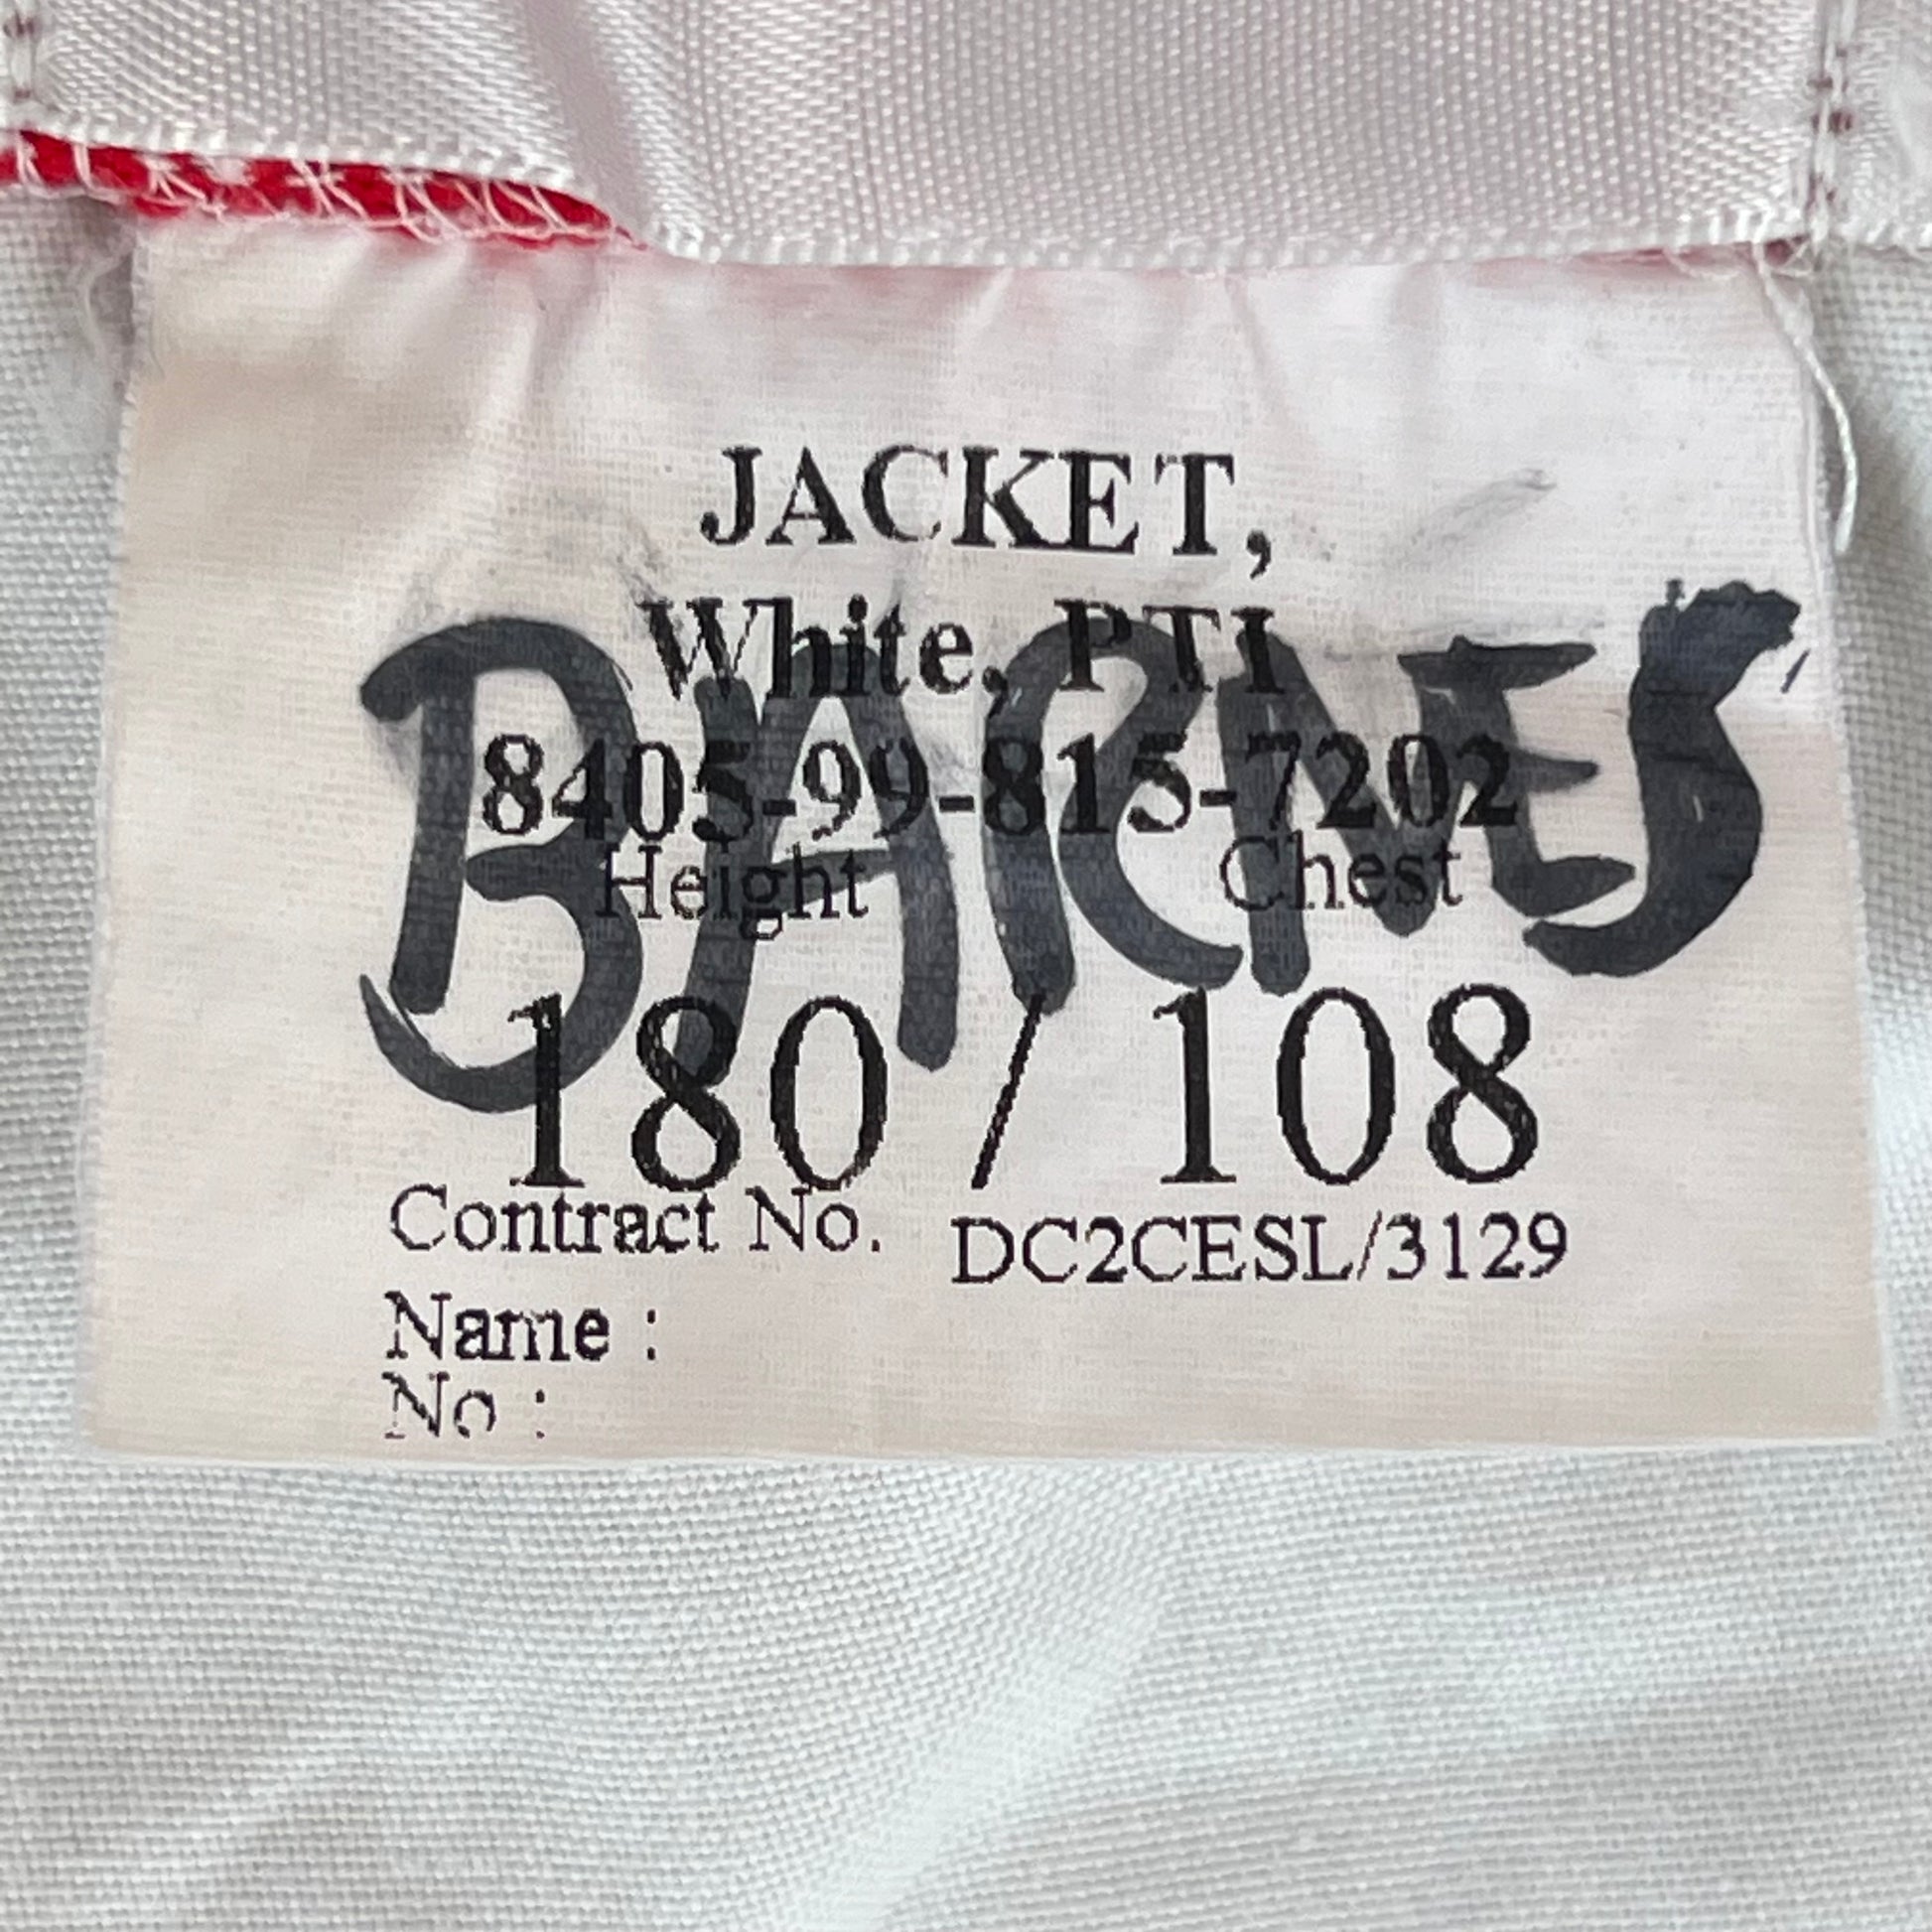 JACKET,
White, PTI
BARNES
8405-99-815-7202
Height Chest
180 / 108
Contract No. DC2CESL/3129
Name :
No :